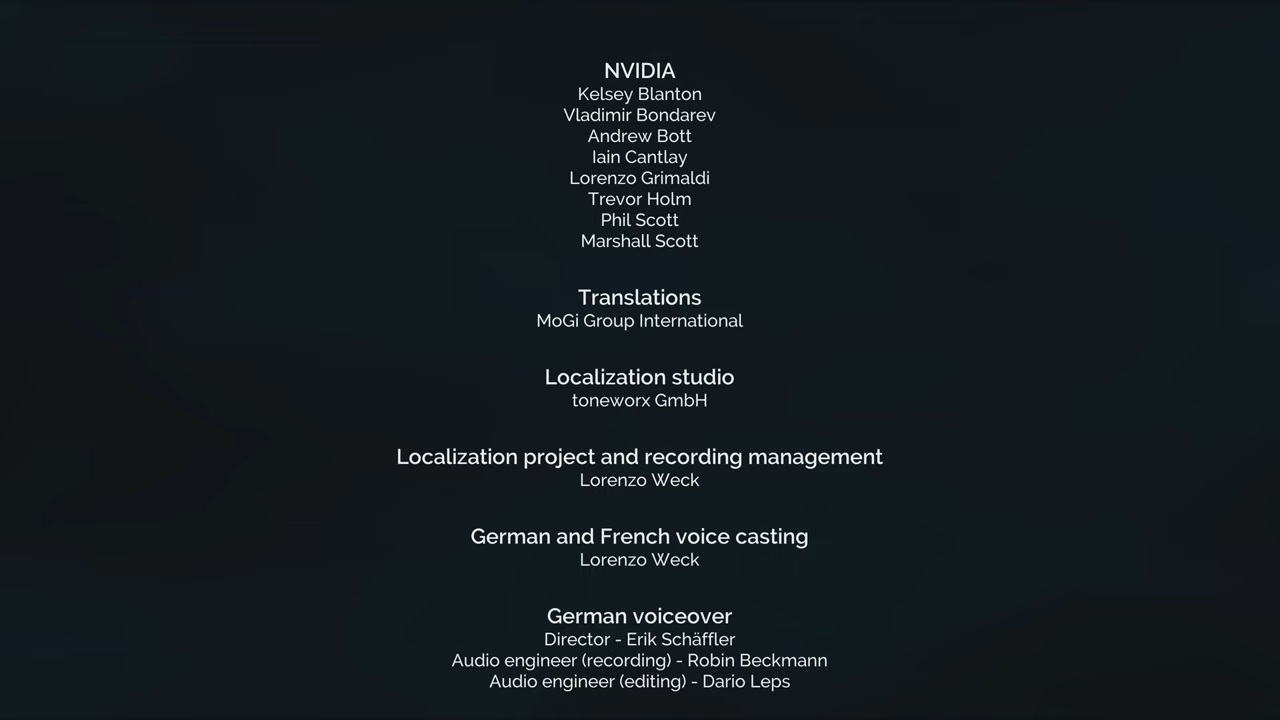 NVIDIA
Kelsey Blanton
Vladimir Bondarev
Andrew Bott
Iain Cantlay
Lorenzo Grimaldi
Trevor Holm
Phil Scott
Marshall Scott
Translations
MoGi Group International
Localization studio
toneworx GmbH
Localization project and recording management
Lorenzo Weck
German and French voice casting
Lorenzo Weck
German voiceover
Director - Erik Schäffler
Audio engineer (recording) - Robin Beckmann
Audio engineer (editing) - Dario Leps